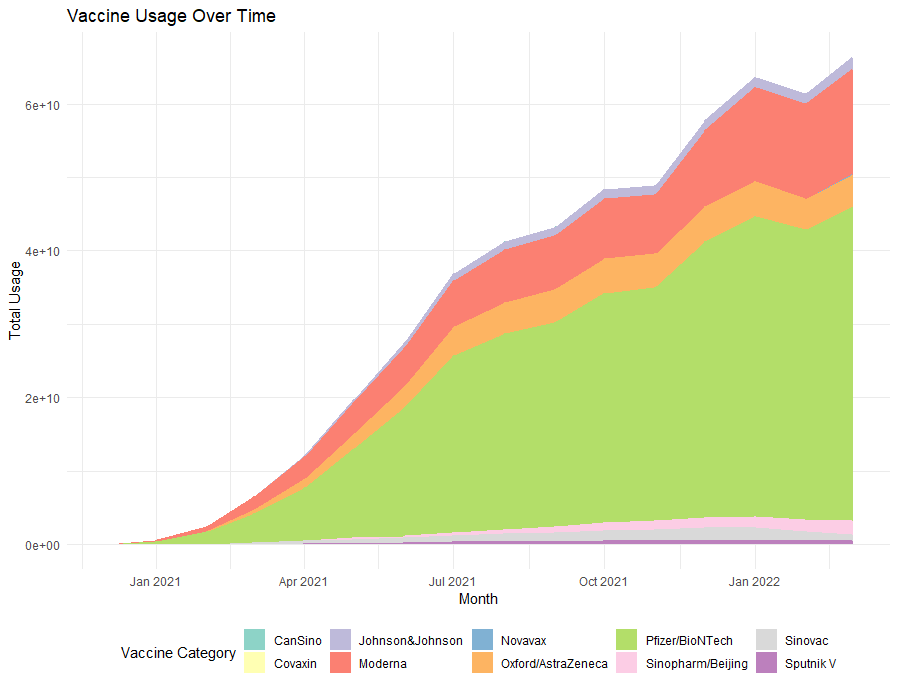 Vaccine Usage Over Time
6e+10
4e+10
2e+10
0e+00
Total Usage
Jan 2021 Apr 2021 Jul 2021 Oct 2021 Jan 2022
Month
Vaccine Category
CanSino Johnson&Johnson Novavax Pfizer/BioNTech Sinovac
Covaxin Moderna Oxford/AstraZeneca Sinopharm/Beijing Sputnik V